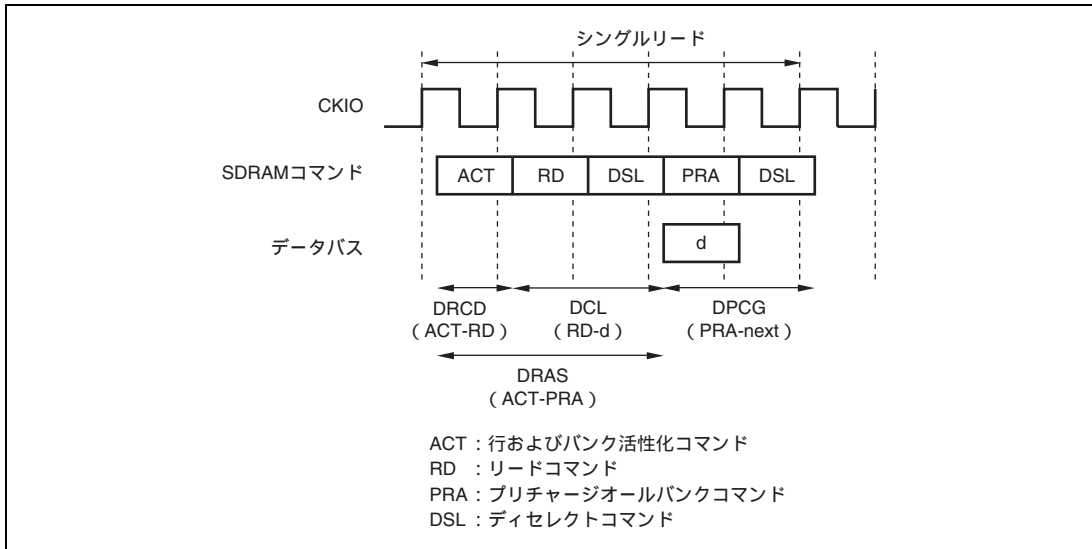 シングルリード
CKIO
SDRAMコマンド
ACT RD DSL PRA DSL
データバス
d
DRCD DCL DPCG
（ACT-RD） （RD-d） （PRA-next）
DRAS
（ACT-PRA）
ACT：行およびバンク活性化コマンド
RD ：リードコマンド
PRA：プリチャージオールバンクコマンド
DSL：ディセレクトコマンド